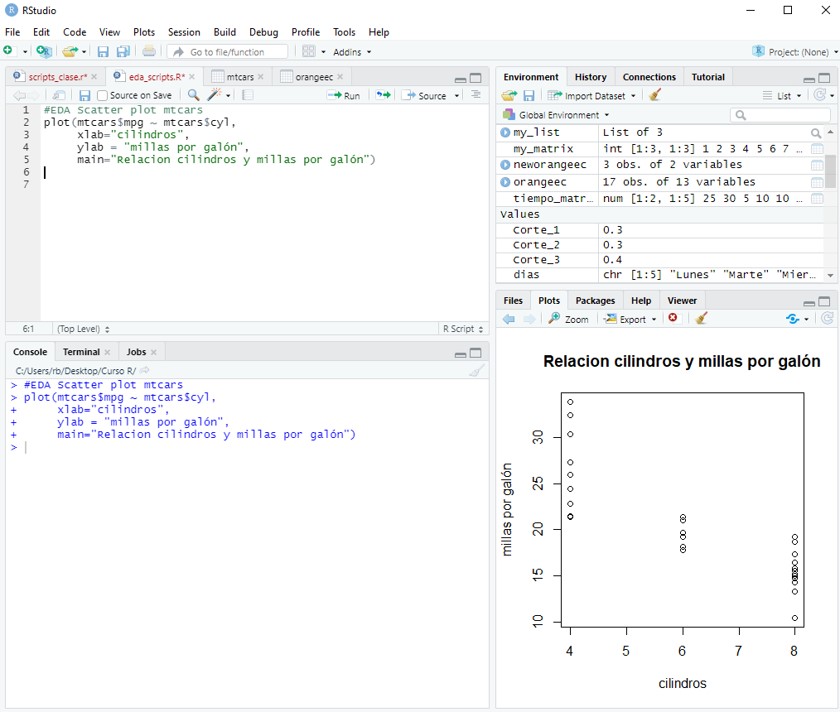 RStudio
File Edit Code View Plots Session Build Debug Profile Tools Help
Go to file/function Addins Project: (None)
scripts_clase.r* eda_scripts.R* mtcars orangeec
Source on Save Run Source
1 #EDA Scatter plot mtcars
2 plot(mtcars$mpg ~ mtcars$cyl,
3 xlab="cilindros",
4 ylab = "millas por galón",
5 main="Relacion cilindros y millas por galón")
6
7
6:1 (Top Level) R Script
Console Terminal Jobs
C:/Users/rb/Desktop/Curso R/
> #EDA Scatter plot mtcars
> plot(mtcars$mpg ~ mtcars$cyl,
+ xlab="cilindros",
+ ylab = "millas por galón",
+ main="Relacion cilindros y millas por galón")
>
Environment History Connections Tutorial
Import Dataset List
Global Environment
my_list List of 3
my_matrix int [1:3, 1:3] 1 2 3 4 5 6 7 ...
neworangeec 3 obs. of 2 variables
orangeec 17 obs. of 13 variables
tiempo_matr... num [1:2, 1:5] 25 30 5 10 10 ...
Values
Corte_1 0.3
Corte_2 0.3
Corte_3 0.4
dias chr [1:5] "Lunes" "Marte" "Mier...
Files Plots Packages Help Viewer
Zoom Export
Relacion cilindros y millas por galón
millas por galón
30
25
20
15
10
4 5 6 7 8
cilindros